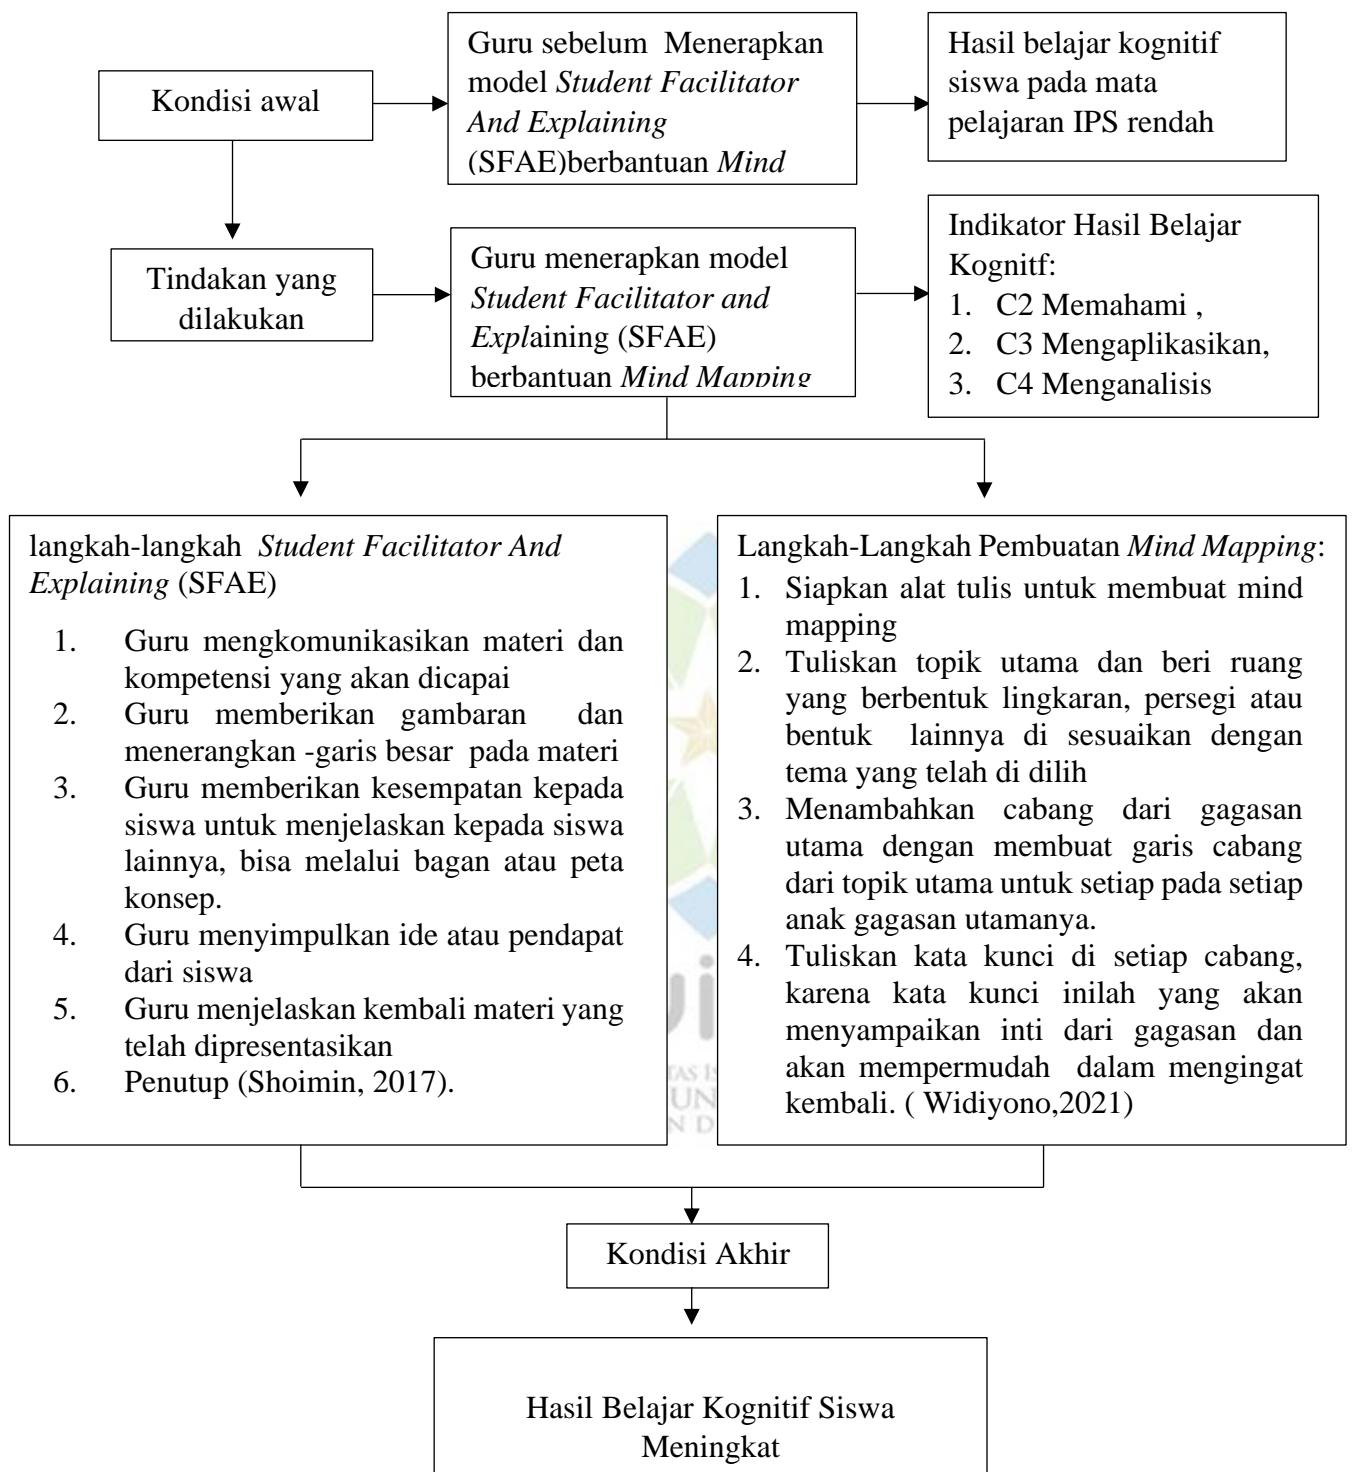 Kondisi awal
Guru sebelum  Menerapkan
model Student Facilitator
And Explaining
(SFAE)berbantuan Mind
Hasil belajar kognitif
siswa pada mata
pelajaran IPS rendah
Tindakan yang
dilakukan
Guru menerapkan model
Student Facilitator and
Explaining (SFAE)
berbantuan Mind Mapping
Indikator Hasil Belajar
Kognitf:
1. C2 Memahami ,
2. C3 Mengaplikasikan,
3. C4 Menganalisis
langkah-langkah  Student Facilitator And
Explaining (SFAE)
1. Guru mengkomunikasikan materi dan
kompetensi yang akan dicapai
2. Guru memberikan gambaran dan
menerangkan -garis besar pada materi
3. Guru memberikan kesempatan kepada
siswa untuk menjelaskan kepada siswa
lainnya, bisa melalui bagan atau peta
konsep.
4. Guru menyimpulkan ide atau pendapat
dari siswa
5. Guru menjelaskan kembali materi yang
telah dipresentasikan
6. Penutup (Shoimin, 2017).
Langkah-Langkah Pembuatan Mind Mapping:
1. Siapkan alat tulis untuk membuat mind
mapping
2. Tuliskan topik utama dan beri ruang
yang berbentuk lingkaran, persegi atau
bentuk lainnya di sesuaikan dengan
tema yang telah di dilih
3. Menambahkan cabang dari gagasan
utama dengan membuat garis cabang
dari topik utama untuk setiap pada setiap
anak gagasan utamanya.
4. Tuliskan kata kunci di setiap cabang,
karena kata kunci inilah yang akan
menyampaikan inti dari gagasan dan
akan mempermudah dalam mengingat
kembali. ( Widiyono,2021)
Kondisi Akhir
Hasil Belajar Kognitif Siswa
Meningkat